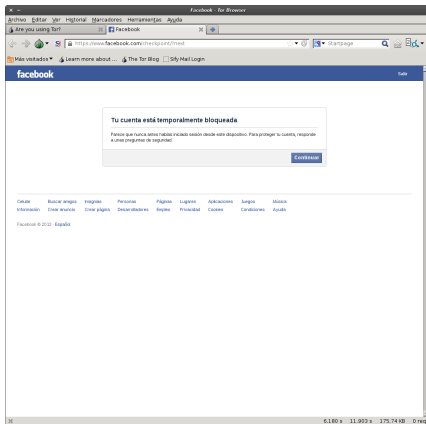 Facebook - Tor Browser
Archivo Editar Ver Historial Marcadores Herramientas Ayuda
Are you using Tor?
Facebook
https://www.facebook.com/checkpoint/?next
Startpage
Más visitados
Learn more about ...
The Tor Blog
Sify Mail Login
facebook
Salir
Tu cuenta está temporalmente bloqueada
Parece que nunca antes habías iniciado sesión desde este dispositivo. Para proteger tu cuenta, responde
a unas preguntas de seguridad.
Continuar
Celular Buscar amigos Insignias Personas Páginas Lugares Aplicaciones Juegos Música
Información Crear anuncio Crear página Desarrolladores Empleo Privacidad Cookies Condiciones Ayuda
Facebook © 2013 Español
6.180 s 11.903 s 175.74 KB 0 req